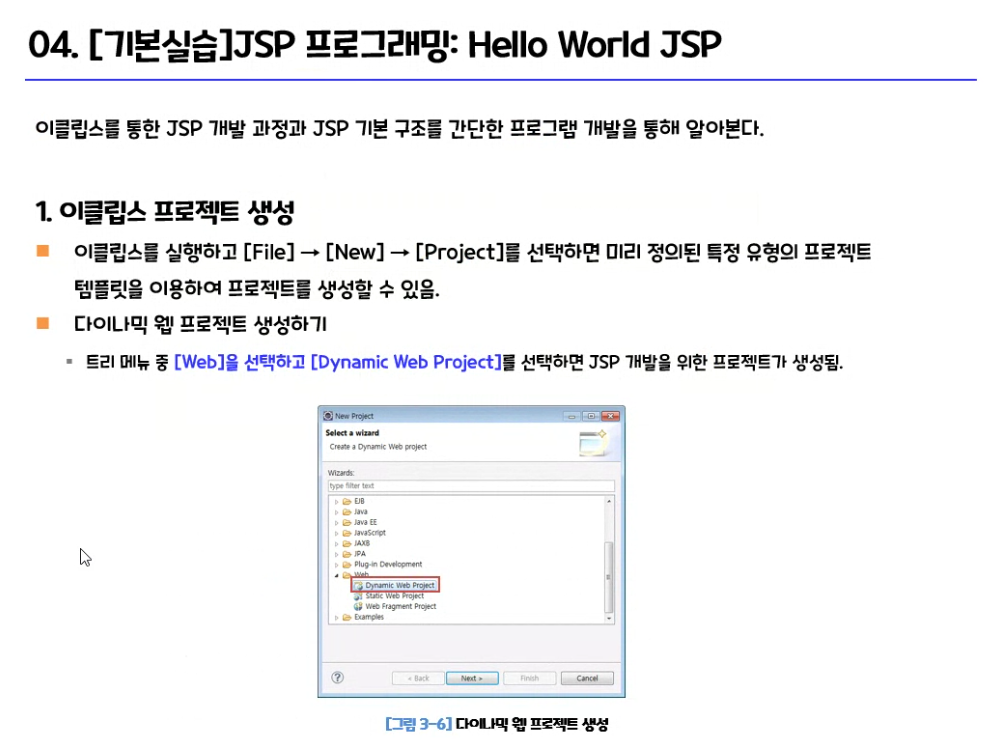 04. [기본실습]JSP 프로그래밍: Hello World JSP
이클립스를 통한 JSP 개발 과정과 JSP 기본 구조를 간단한 프로그램 개발을 통해 알아본다.
1. 이클립스 프로젝트 생성
이클립스를 실행하고 [File] → [New] → [Project]를 선택하면 미리 정의된 특정 유형의 프로젝트
템플릿을 이용하여 프로젝트를 생성할 수 있음.
다이나믹 웹 프로젝트 생성하기
트리 메뉴 중 [Web]을 선택하고 [Dynamic Web Project]를 선택하면 JSP 개발을 위한 프로젝트가 생성됨.
New Project
Select a wizard
Create a Dynamic Web project
Wizards:
type filter text
EJB
Java
Java EE
JavaScript
JAXB
JPA
Plug-in Development
Web
Dynamic Web Project
Static Web Project
Web Fragment Project
Examples
? < Back Next > Finish Cancel
[그림 3-6] 다이나믹 웹 프로젝트 생성